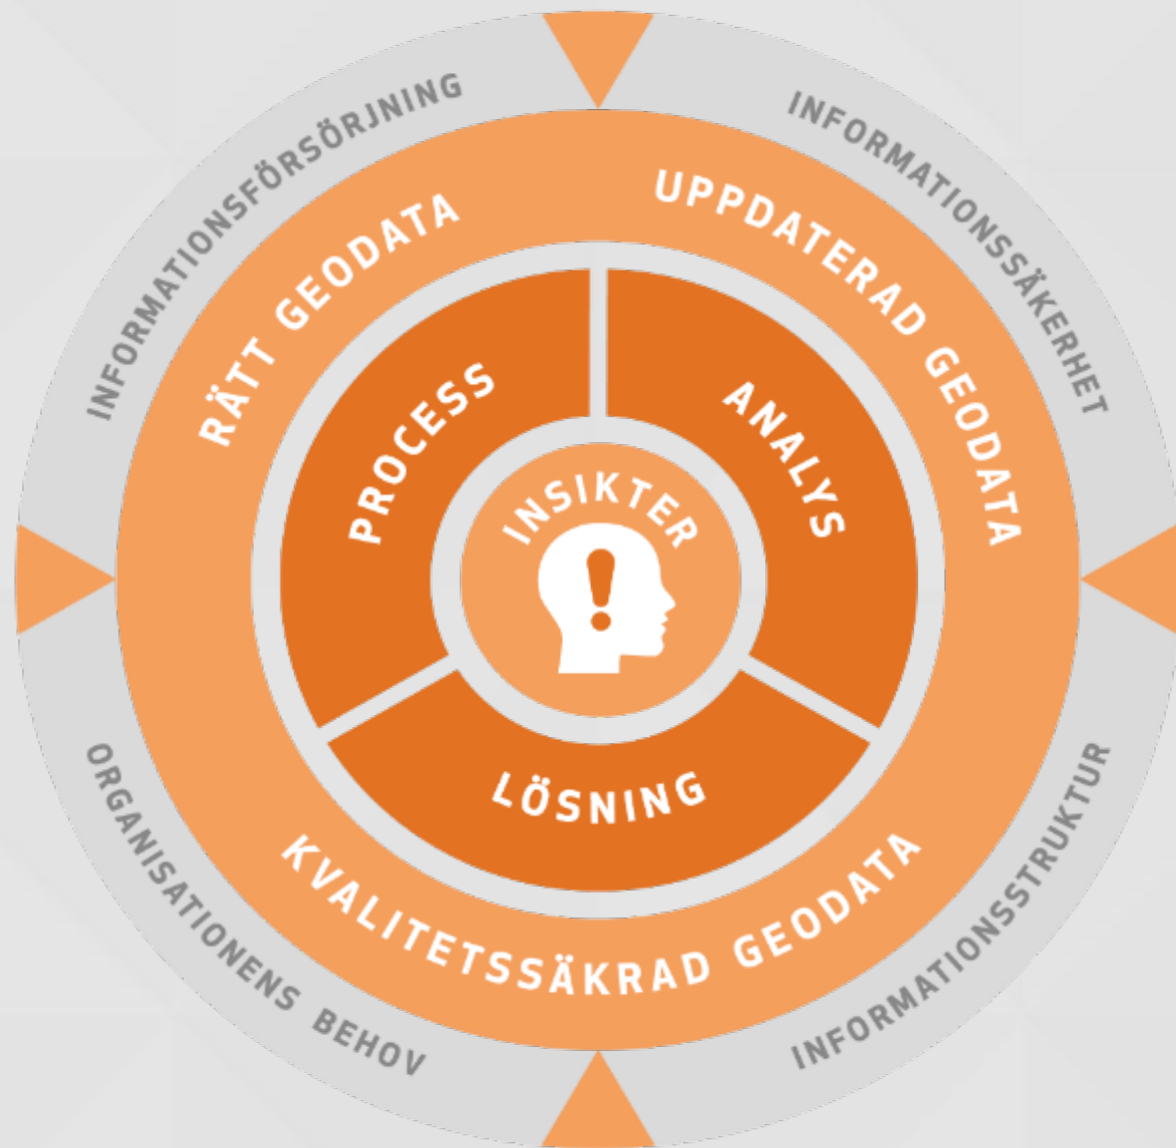 INFORMATIONSFÖRSÖRJNING
INFORMATIONSSÄKERHET
RÄTT GEODATA
UPPDATERAD GEODATA
PROCESS
ANALYS
INSIKTER
LÖSNING
KVALITETSSÄKRAD GEODATA
ORGANISATIONENS BEHOV
INFORMATIONSSTRUKTUR